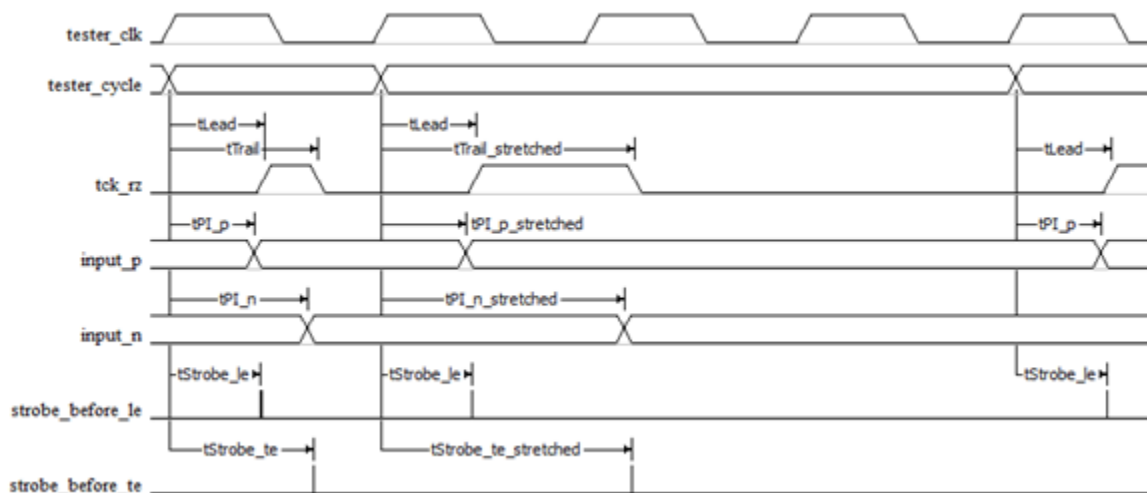 tester_clk
tester_cycle
tLead tLead
tTrail tTrail_stretched tLead
tck_rz
tPI_p tPI_p_stretched tPI_p
input_p
tPI_n tPI_n_stretched
input_n
tStrobe_le tStrobe_le tStrobe_le
strobe_before_le
tStrobe_te tStrobe_te_stretched
strobe_before_te